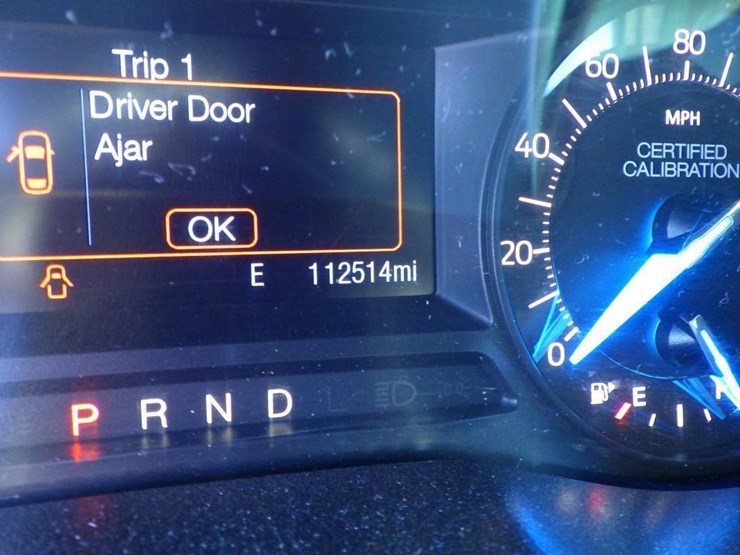 Trip 1
Driver Door
Ajar
OK
E 112514mi
P R N D L
0 20 40 60 80
MPH
CERTIFIED
CALIBRATION
E